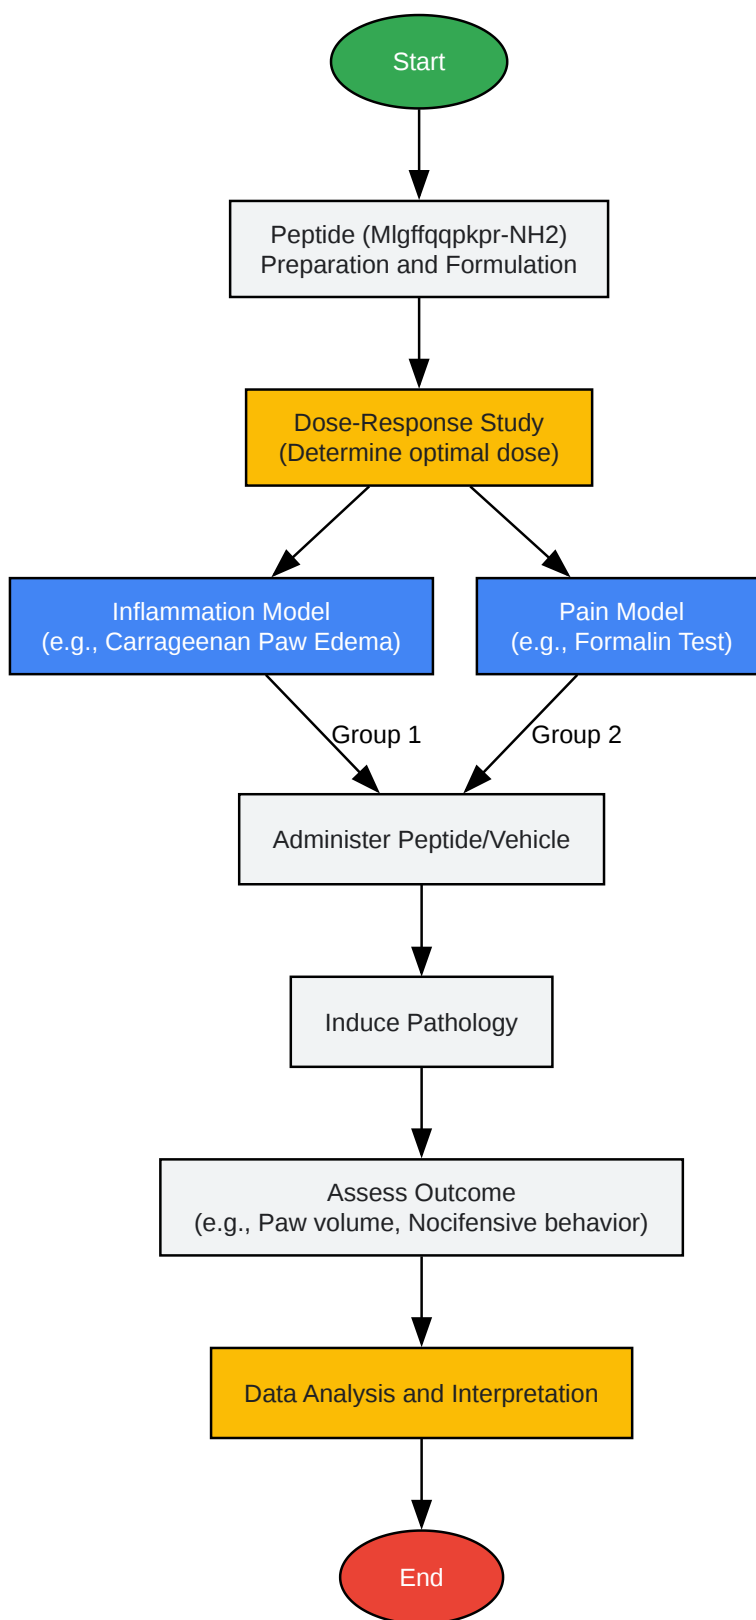 Start
Peptide (Mlgffqqpkpr-NH2)
Preparation and Formulation
Dose-Response Study
(Determine optimal dose)
Inflammation Model
(e.g., Carrageenan Paw Edema)
Pain Model
(e.g., Formalin Test)
Group 1
Group 2
Administer Peptide/Vehicle
Induce Pathology
Assess Outcome
(e.g., Paw volume, Nocifensive behavior)
Data Analysis and Interpretation
End